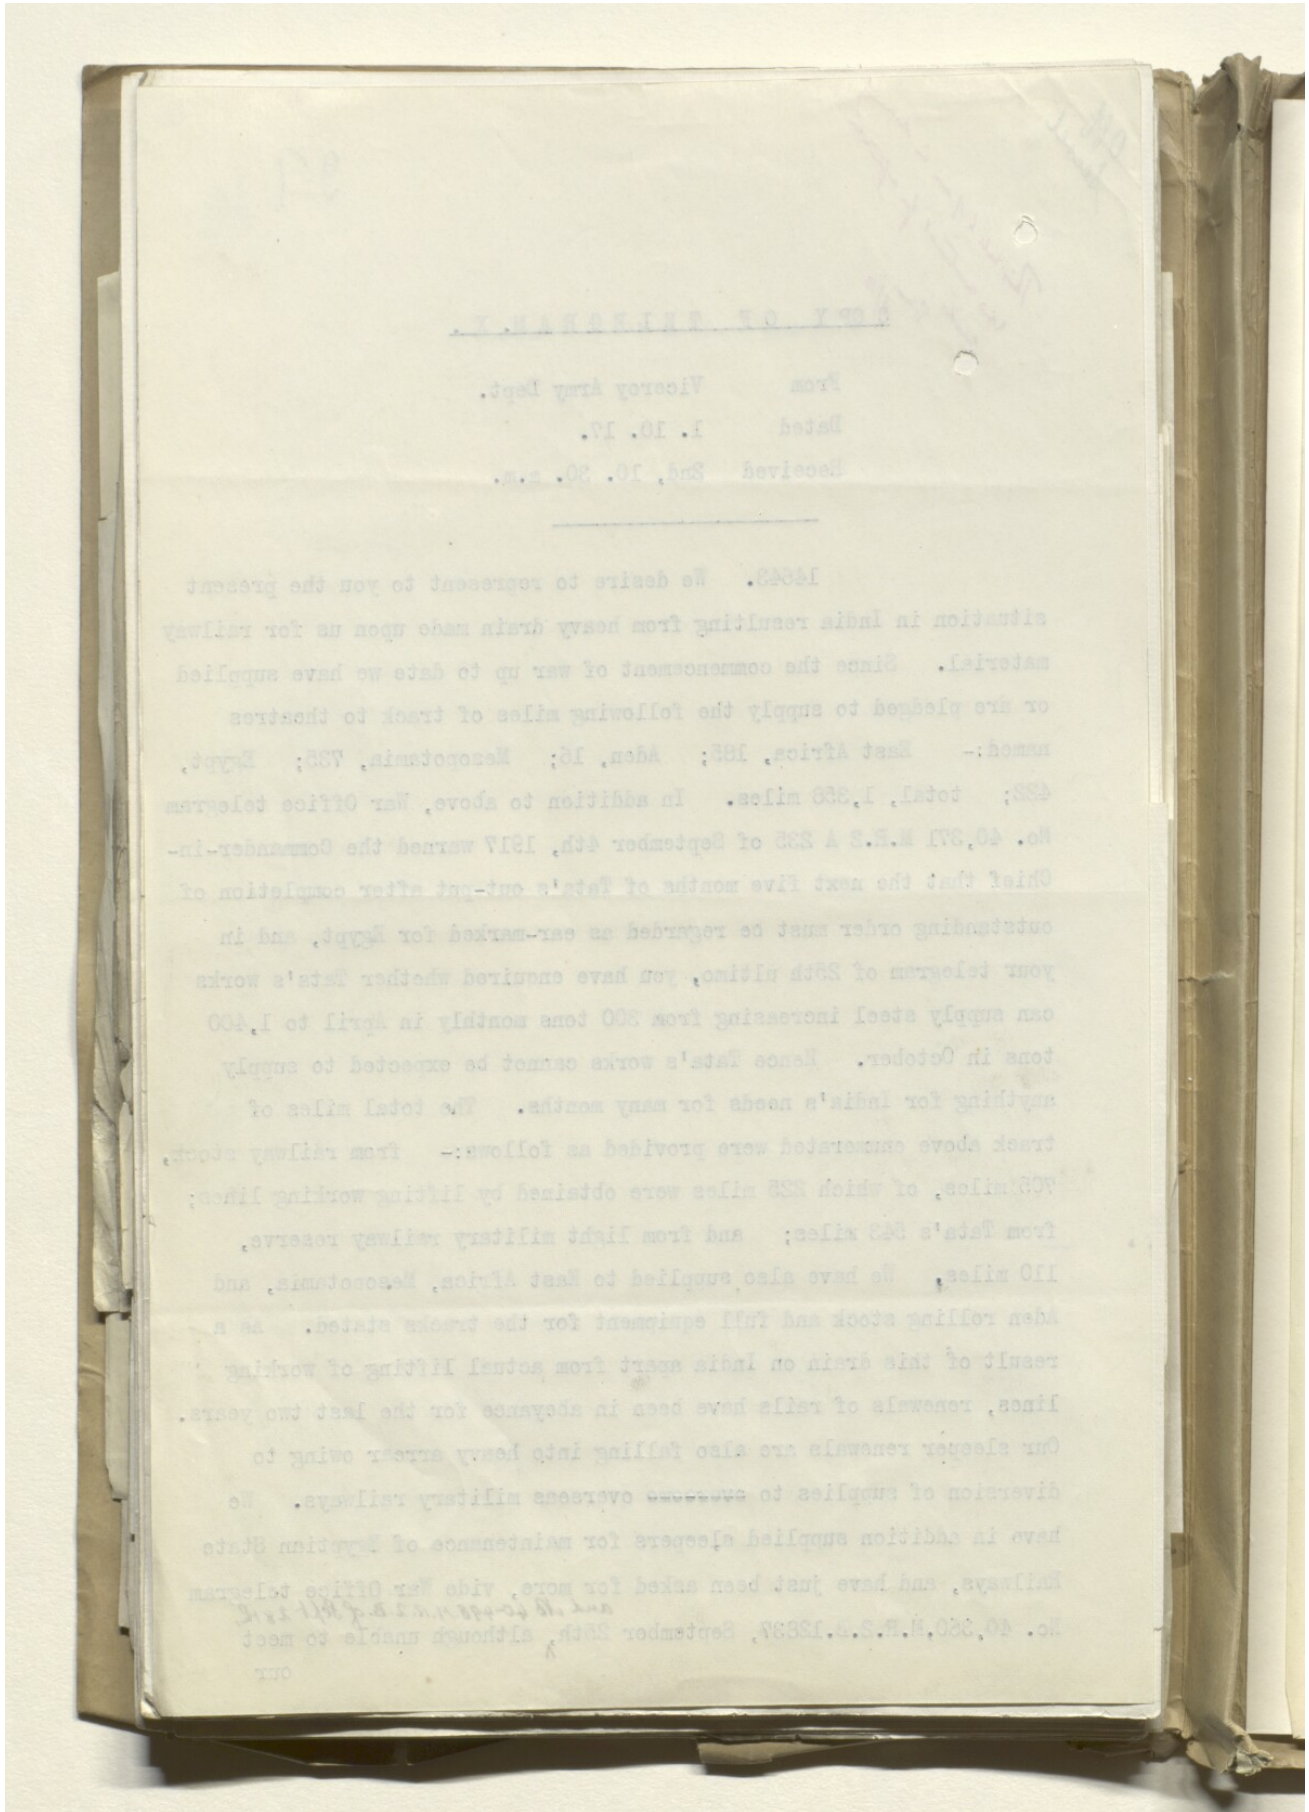 COPY OF TELEGRAM.
From Viceroy Army Dept.
Dated 1. 10. 17.
Received 2nd, 10. 30. a.m.
14643. We desire to represent to you the present
situation in India resulting from heavy drain made upon us for railway
material. Since the commencement of war up to date we have supplied
or are pledged to supply the following miles of track to theatres
named:- East Africa, 185; Aden, 16; Mesopotamia, 735; Egypt,
422; total, 1,358 miles. In addition to above, War Office telegram
No. 40,371 M.R.2 A 235 of September 4th, 1917 warned the Commander-in-
Chief that the next five months of Tata's out-put after completion of
outstanding order must be regarded as ear-marked for Egypt, and in
your telegram of 25th ultimo, you have enquired whether Tata's works
can supply steel increasing from 200 tons monthly in April to 1,400
tons in October. Hence Tata's works cannot be expected to supply
anything for India's needs for many months. The total miles of
track above enumerated were provided as follows:- from railway stock,
705 miles, of which 225 miles were obtained by lifting working lines;
from Tata's 543 miles; and from light military railway reserve,
110 miles, We have also supplied to East Africa, Mesopotamia, and
Aden rolling stock and full equipment for the tracks stated. As a
result of this drain on India apart from actual lifting of working
lines, renewals of rails have been in abeyance for the last two years.
Our sleeper renewals are also falling into heavy arrear owing to
diversion of supplies to overseas military railways. We
have in addition supplied sleepers for maintenance of Egyptian State
Railways, and have just been asked for more, vide War Office telegram
and No 40
No. 40,360, September 25th, although unable to meet
our